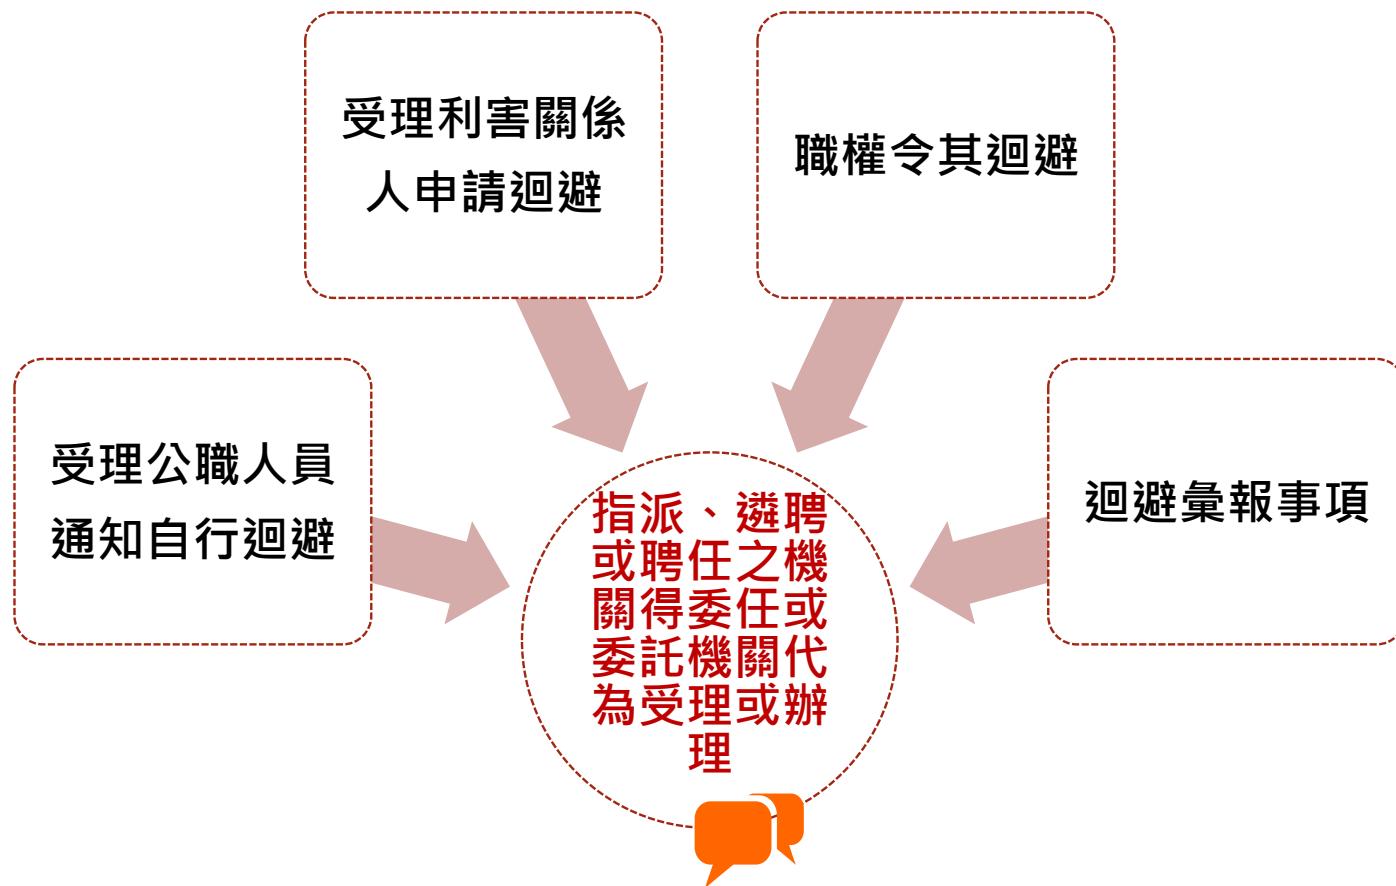 受理利害關係
人申請迴避
職權令其迴避
受理公職人員
通知自行迴避
迴避彙報事項
指派、遴聘
或聘任之機
關得委任或
委託機關代
為受理或辦
理